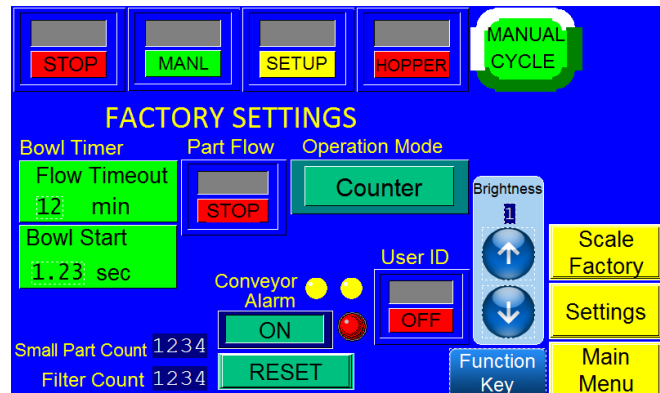 STOP
MANL
SETUP
HOPPER
MANUAL
CYCLE
FACTORY SETTINGS
Bowl Timer
Part Flow
Operation Mode
Flow Timeout
12 min
STOP
Counter
Brightness
1
Bowl Start
1.23 sec
User ID
OFF
Scale
Factory
Conveyor
Alarm
ON
Settings
Small Part Count 1234
Filter Count 1234
RESET
Function
Key
Main
Menu